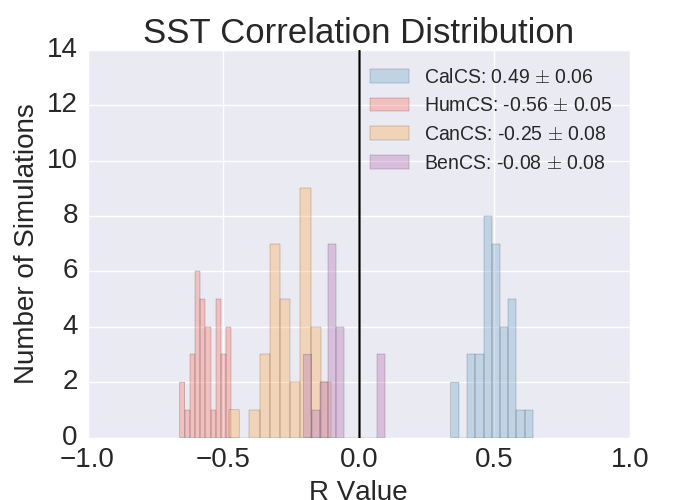 SST Correlation Distribution
14
12
10
8
6
4
2
0
Number of Simulations
CalCS: 0.49 ± 0.06
HumCS: -0.56 ± 0.05
CanCS: -0.25 ± 0.08
BenCS: -0.08 ± 0.08
−1.0 −0.5 0.0 0.5 1.0
R Value